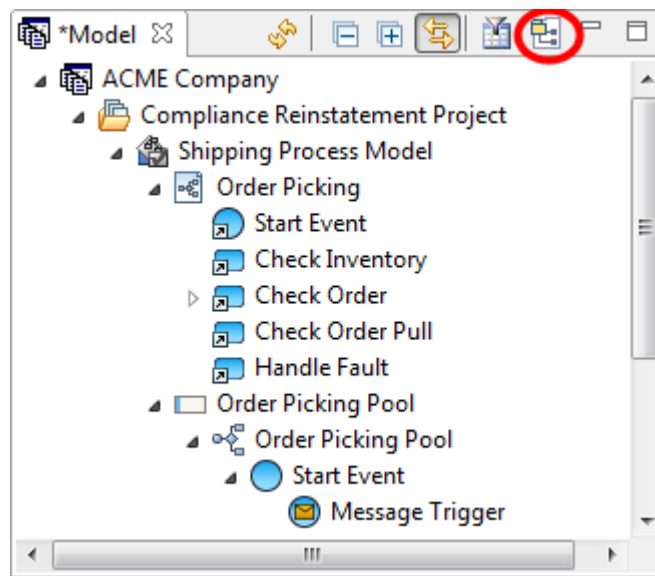 *Model
ACME Company
Compliance Reinstatement Project
Shipping Process Model
Order Picking
Start Event
Check Inventory
Check Order
Check Order Pull
Handle Fault
Order Picking Pool
Order Picking Pool
Start Event
Message Trigger